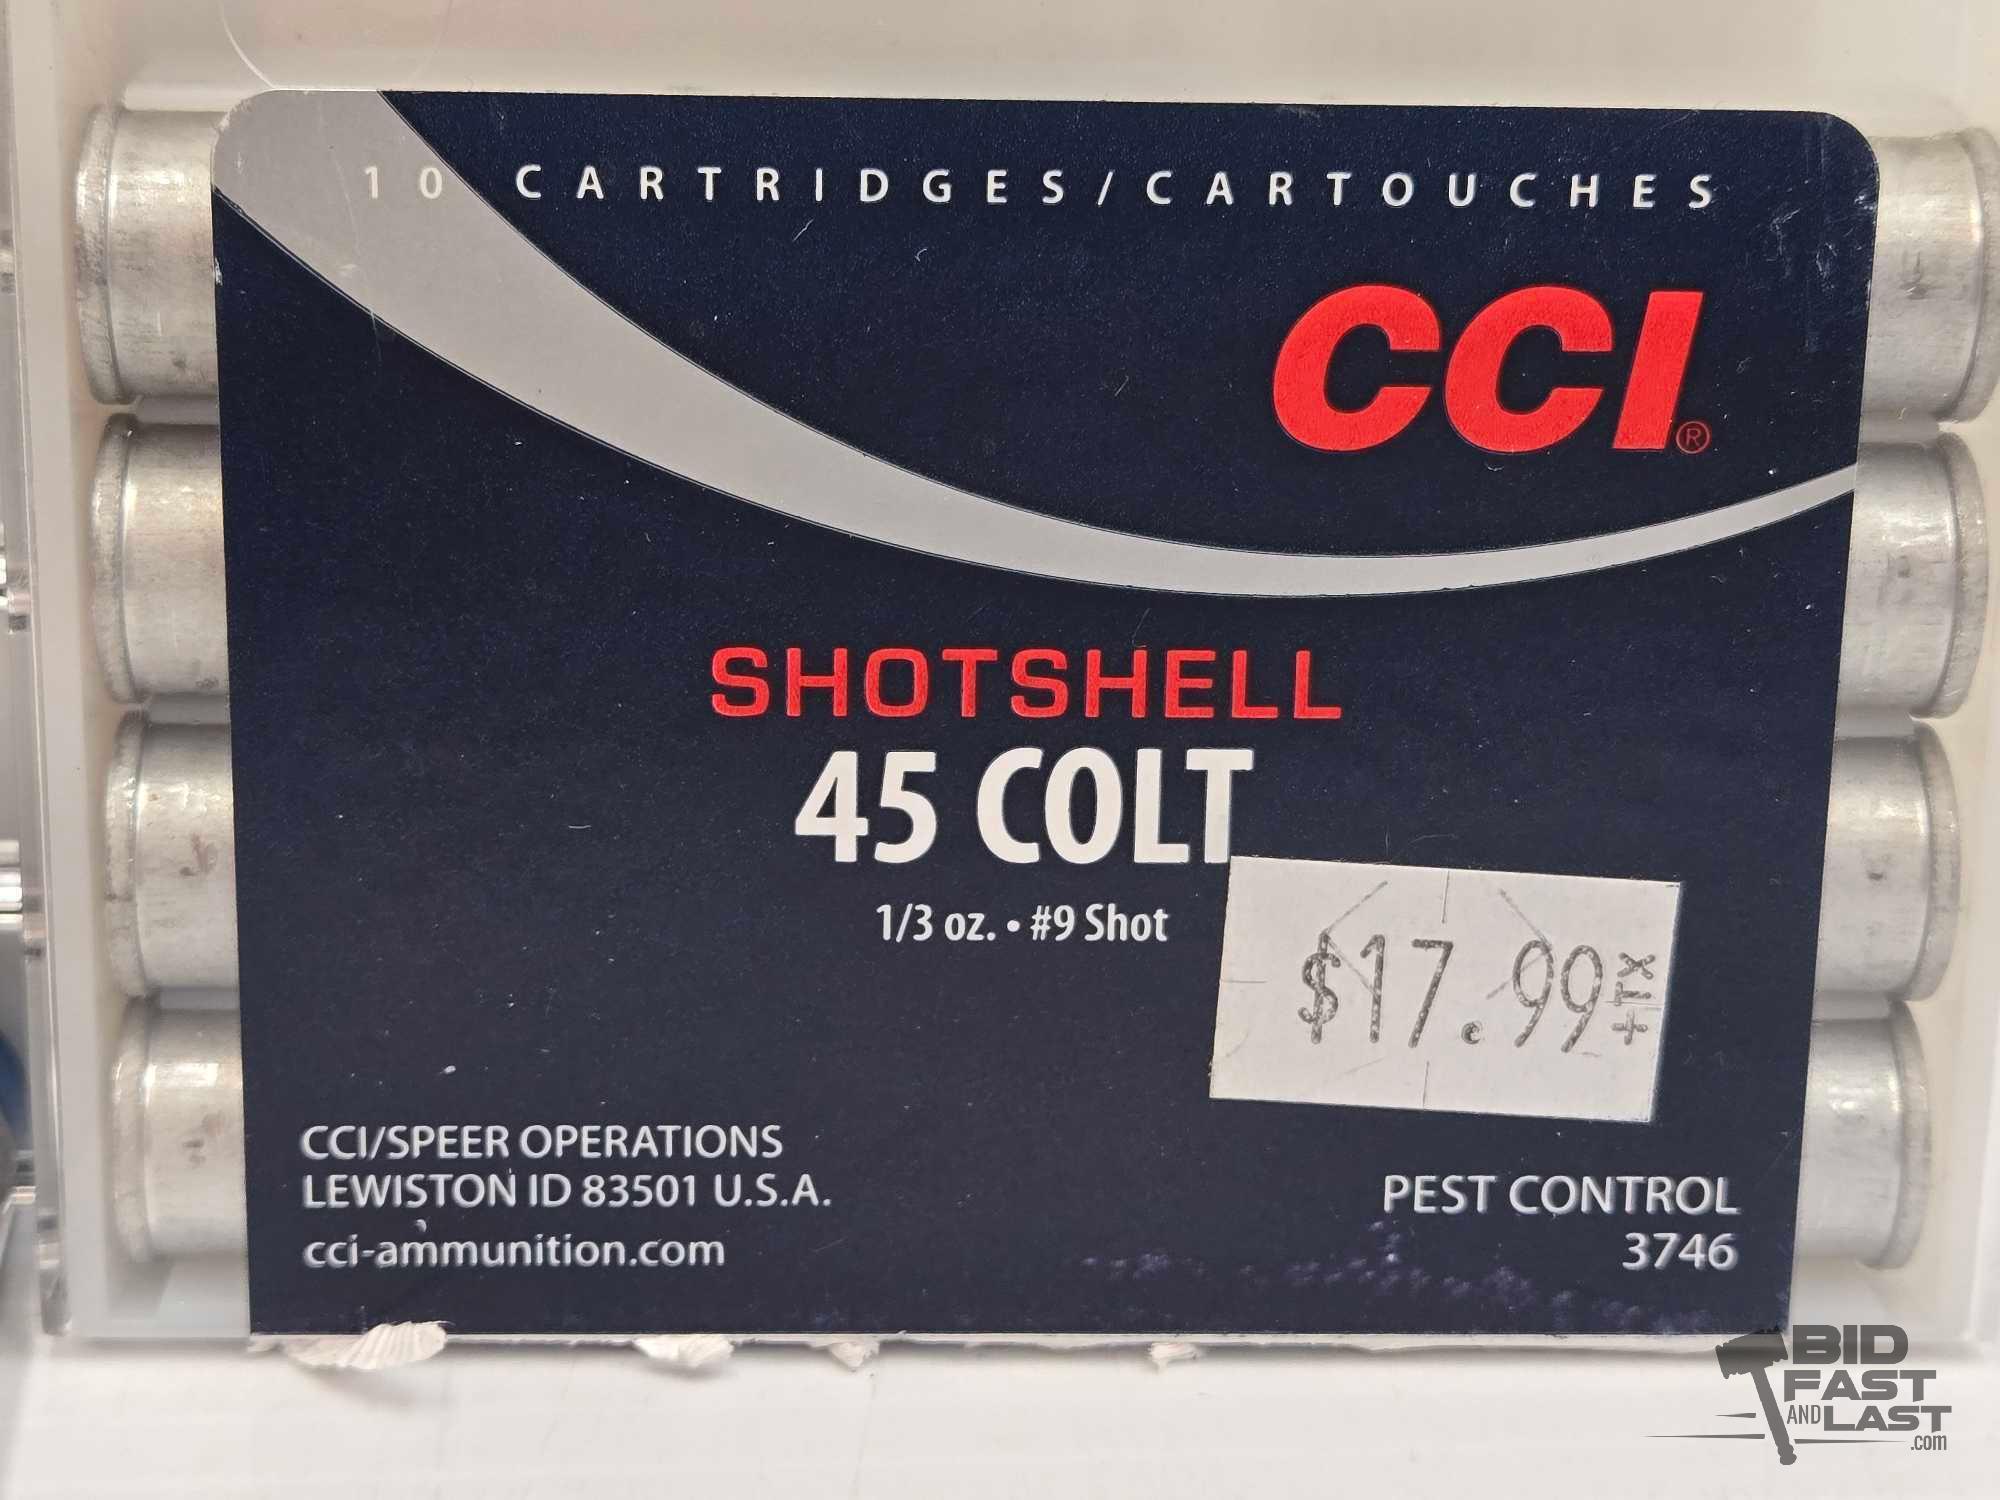 10 CARTRIDGES/CARTOUCHES
CCI®
SHOTSHELL
45 COLT
1/3 oz. • #9 Shot
$17.99+TX
CCI/SPEER OPERATIONS
LEWISTON ID 83501 U.S.A.
cci-ammunition.com
PEST CONTROL
3746
BID
FAST
AND LAST
.com